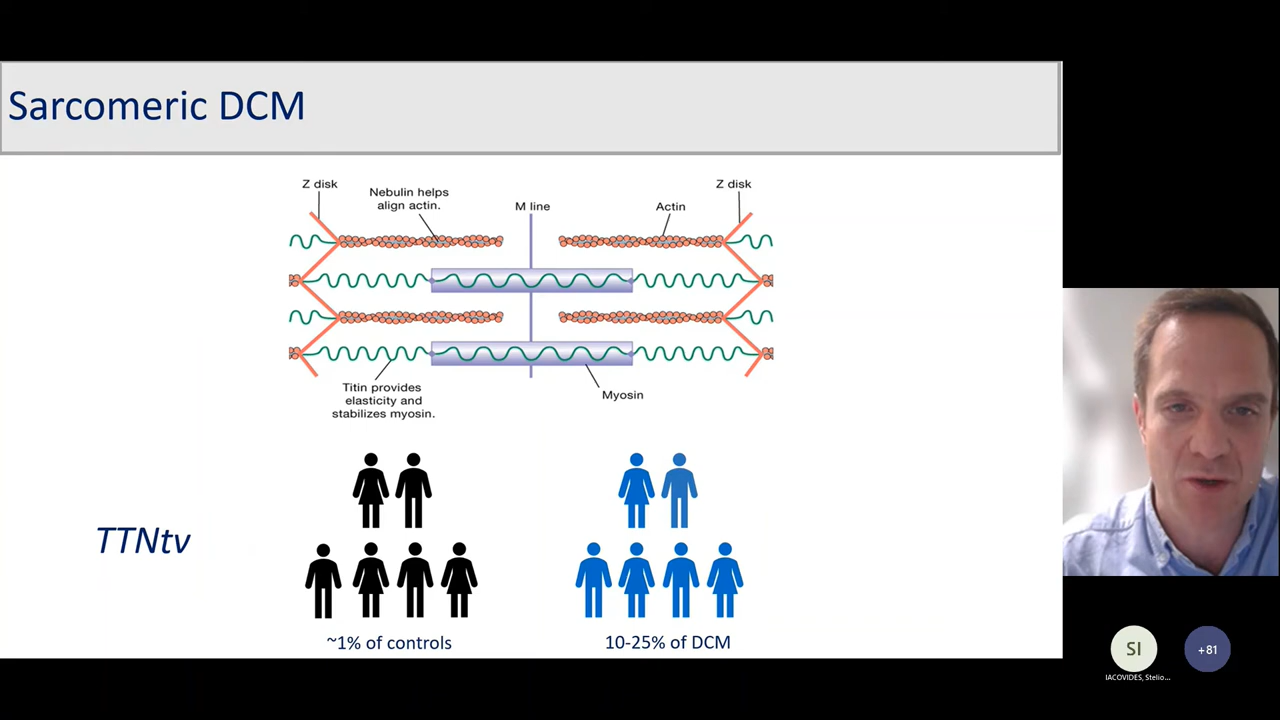 Sarcomeric DCM
Z disk
Nebulin helps
align actin.
M line
Actin
Z disk
Titin provides
elasticity and
stabilizes myosin.
Myosin
TTNtv
~1% of controls
10-25% of DCM
SI
+81
IACOVIDES, Stelio...